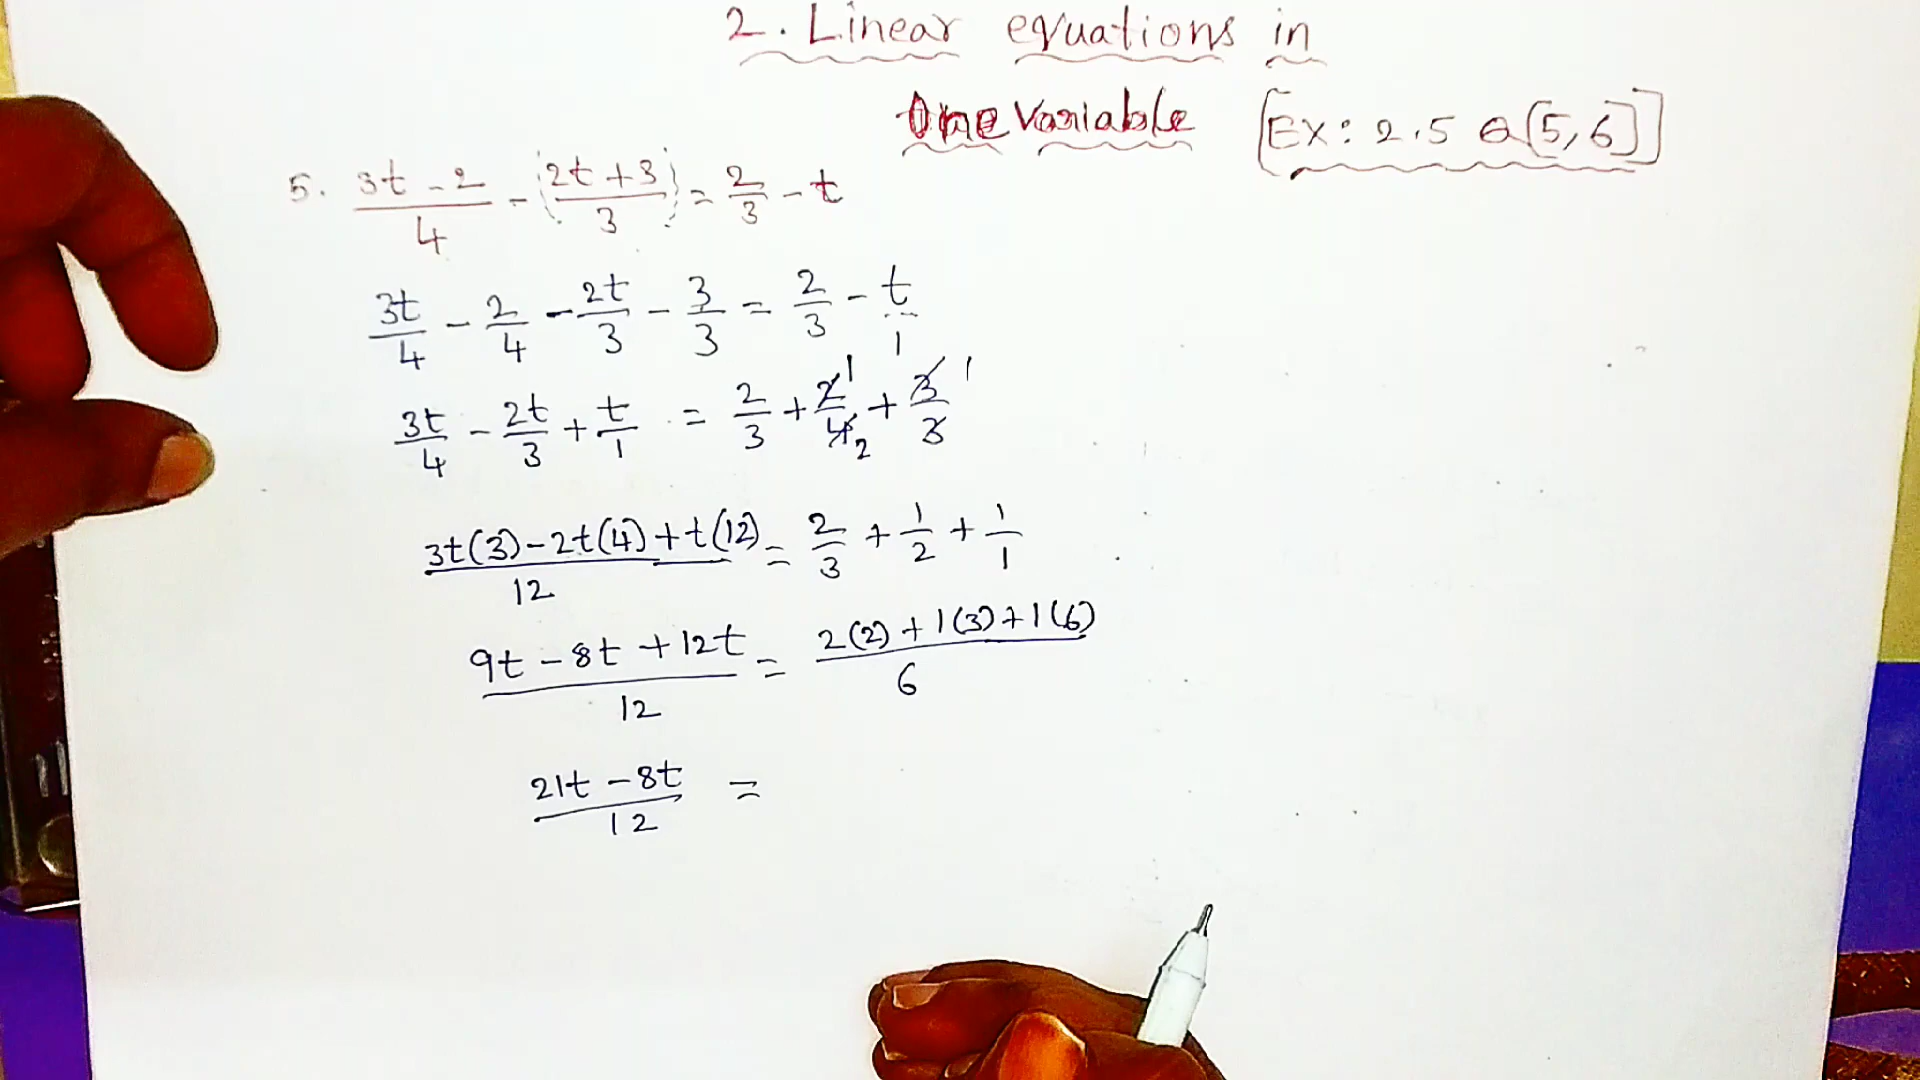 2. Linear equations in
One Variable [Ex: 2.5 Q[5,6]]
5. 3t-2/4 - (2t+3/3) = 2/3 - t
3t/4 - 2/4 - 2t/3 - 3/3 = 2/3 - t/1
3t/4 - 2t/3 + t/1 = 2/3 + 2 1/4 2 + 3 1/3
3t(3)-2t(4)+t(12)/12 = 2/3 + 1/2 + 1/1
9t-8t+12t/12 = 2(2)+1(3)+1(6)/6
21t-8t/12 =